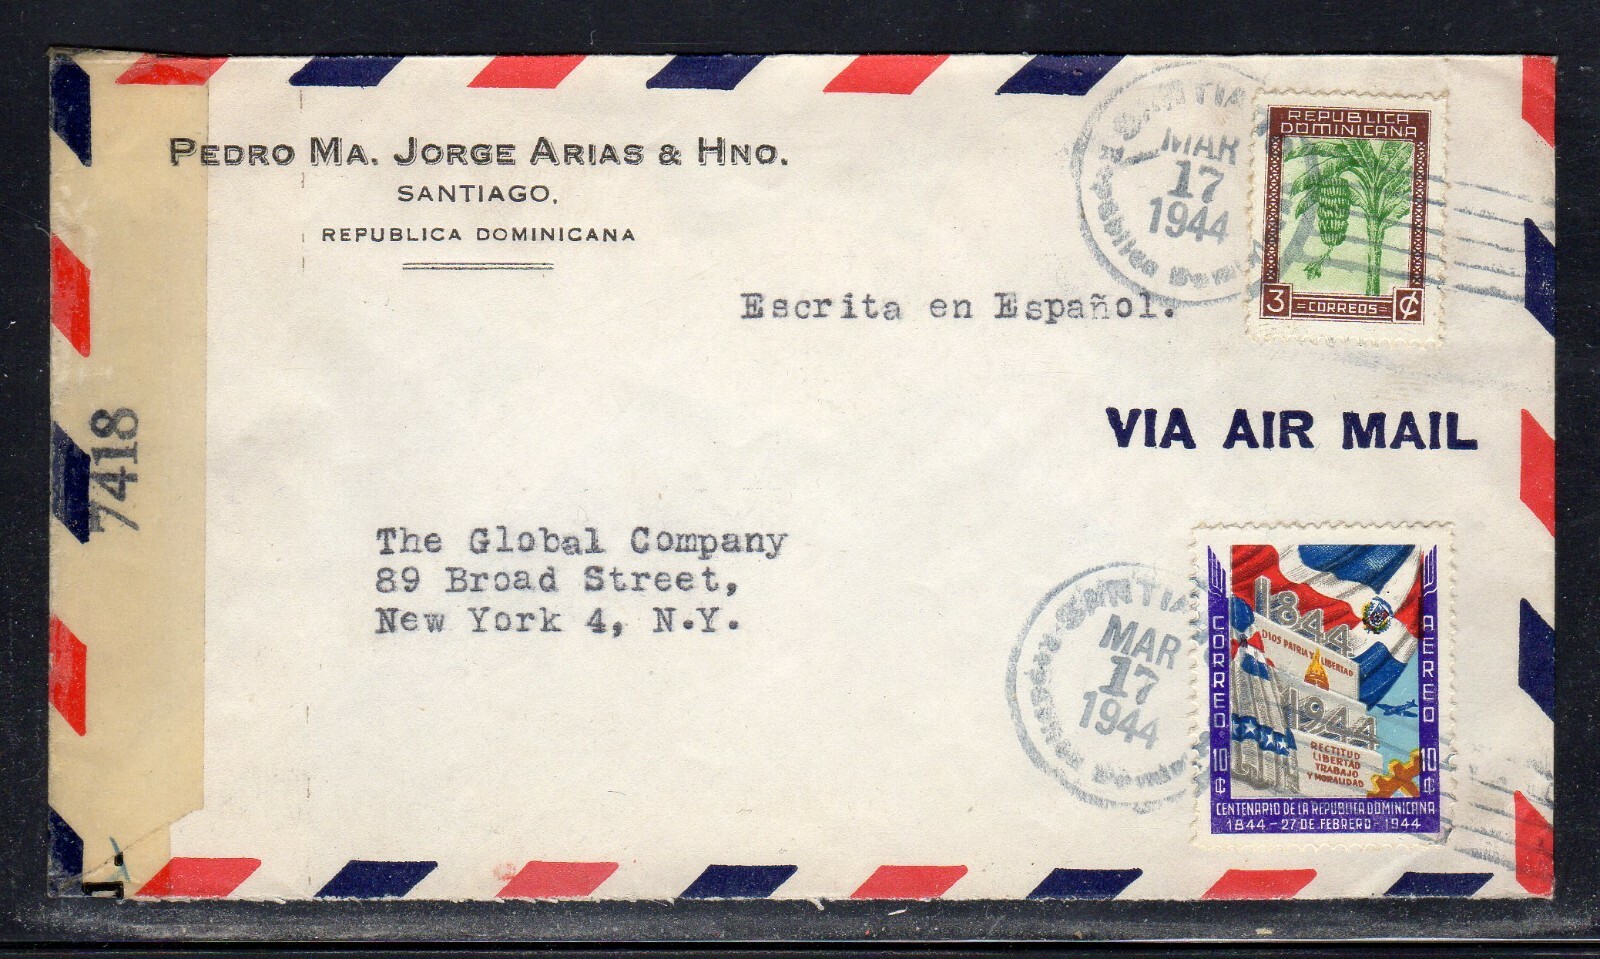 PEDRO MA. JORGE ARIAS & HNO.
SANTIAGO,
REPUBLICA DOMINICANA
Escrita en Español.
MAR
17
1944
REPUBLICA
DOMINICANA
3 CORREOS ¢
VIA AIR MAIL
7418
The Global Company
89 Broad Street,
New York 4, N.Y.
MAR
17
1944
CORREO
AEREO
1844
DIOS PATRIA Y LIBERTAD
1944
RECTITUD
LIBERTAD
TRABAJO
Y MORALIDAD
10 ¢
10 ¢
CENTENARIO DE LA REPUBLICA DOMINICANA
1844 - 27 DE FEBRERO - 1944